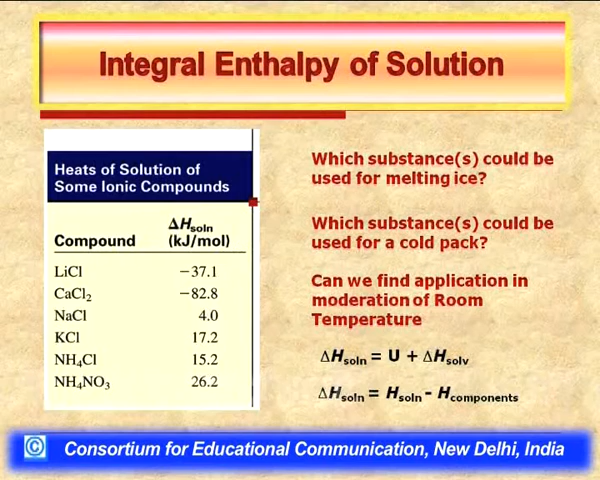 Integral Enthalpy of Solution
Heats of Solution of
Some Ionic Compounds
ΔHsoln
Compound (kJ/mol)
LiCl −37.1
CaCl₂ −82.8
NaCl 4.0
KCl 17.2
NH₄Cl 15.2
NH₄NO₃ 26.2
Which substance(s) could be
used for melting ice?
Which substance(s) could be
used for a cold pack?
Can we find application in
moderation of Room
Temperature
ΔHsoln = U + ΔHsolv
ΔHsoln = Hsoln - Hcomponents
© Consortium for Educational Communication, New Delhi, India